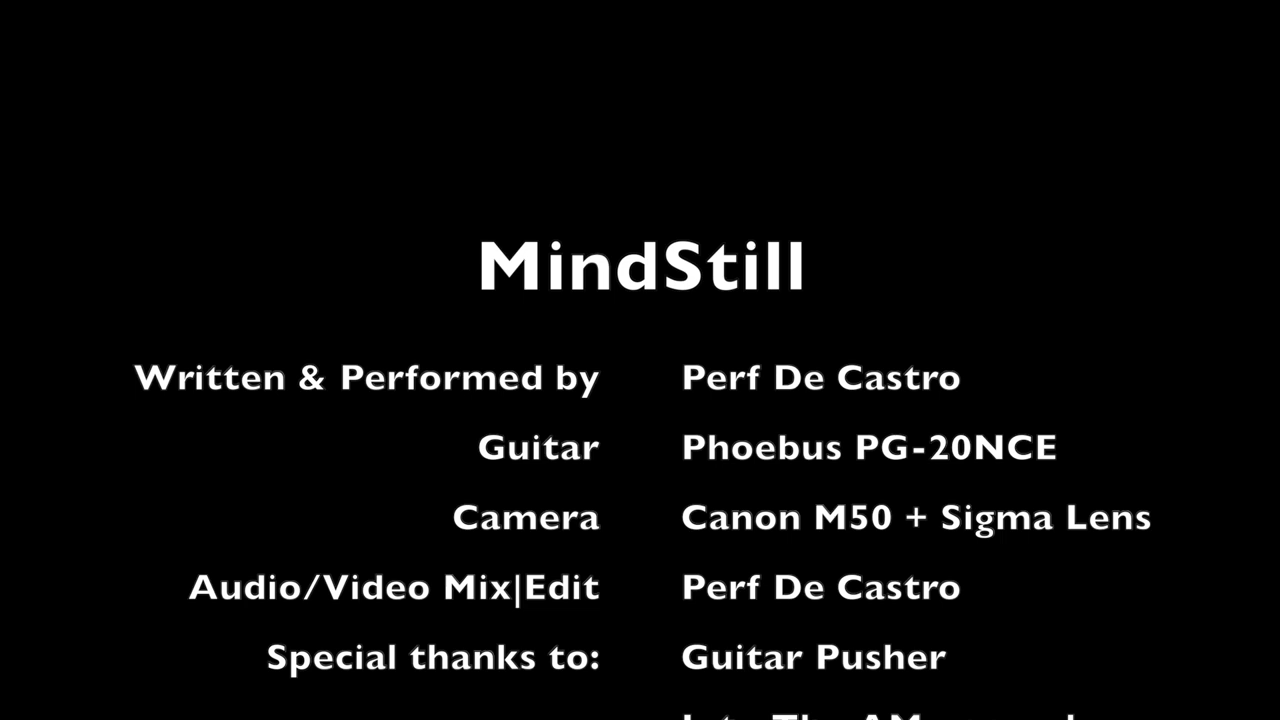 MindStill
Written & Performed by Perf De Castro
Guitar Phoebus PG-20NCE
Camera Canon M50 + Sigma Lens
Audio/Video Mix|Edit Perf De Castro
Special thanks to: Guitar Pusher